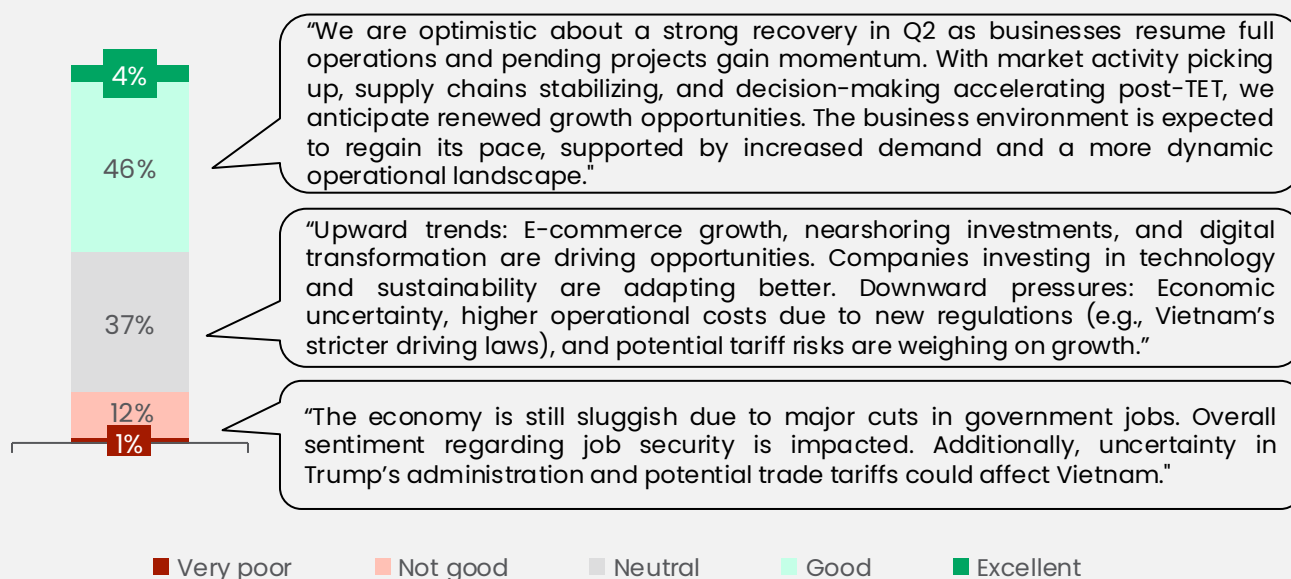 4%
46%
37%
12%
1%
“We are optimistic about a strong recovery in Q2 as businesses resume full
operations and pending projects gain momentum. With market activity picking
up, supply chains stabilizing, and decision-making accelerating post-TET, we
anticipate renewed growth opportunities. The business environment is expected
to regain its pace, supported by increased demand and a more dynamic
operational landscape."
“Upward trends: E-commerce growth, nearshoring investments, and digital
transformation are driving opportunities. Companies investing in technology
and sustainability are adapting better. Downward pressures: Economic
uncertainty, higher operational costs due to new regulations (e.g., Vietnam’s
stricter driving laws), and potential tariff risks are weighing on growth.”
“The economy is still sluggish due to major cuts in government jobs. Overall
sentiment regarding job security is impacted. Additionally, uncertainty in
Trump’s administration and potential trade tariffs could affect Vietnam."
Very poor Not good Neutral Good Excellent